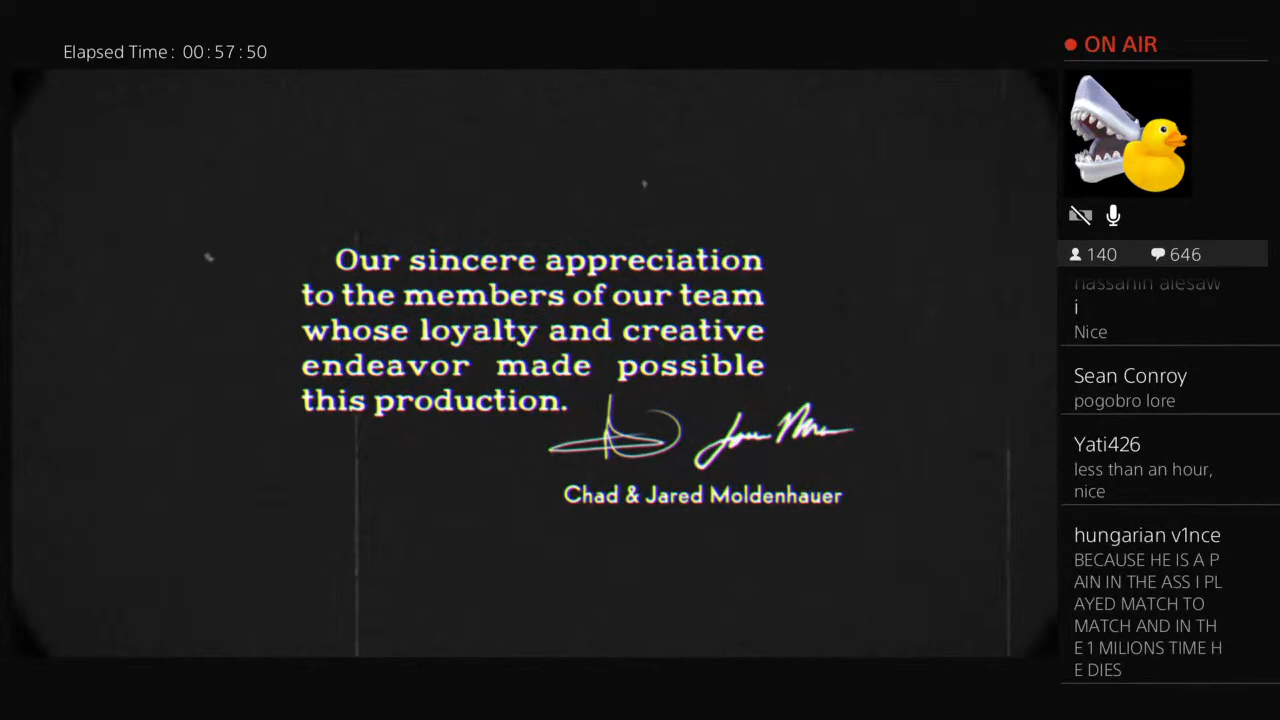 Elapsed Time: 00:57:50
ON AIR
Our sincere appreciation
to the members of our team
whose loyalty and creative
endeavor made possible
this production.
Chad & Jared Moldenhauer
140 646
hassanin alesaw
i
Nice
Sean Conroy
pogobro lore
Yati426
less than an hour,
nice
hungarian v1nce
BECAUSE HE IS A P
AIN IN THE ASS I PL
AYED MATCH TO
MATCH AND IN TH
E 1 MILIONS TIME H
E DIES